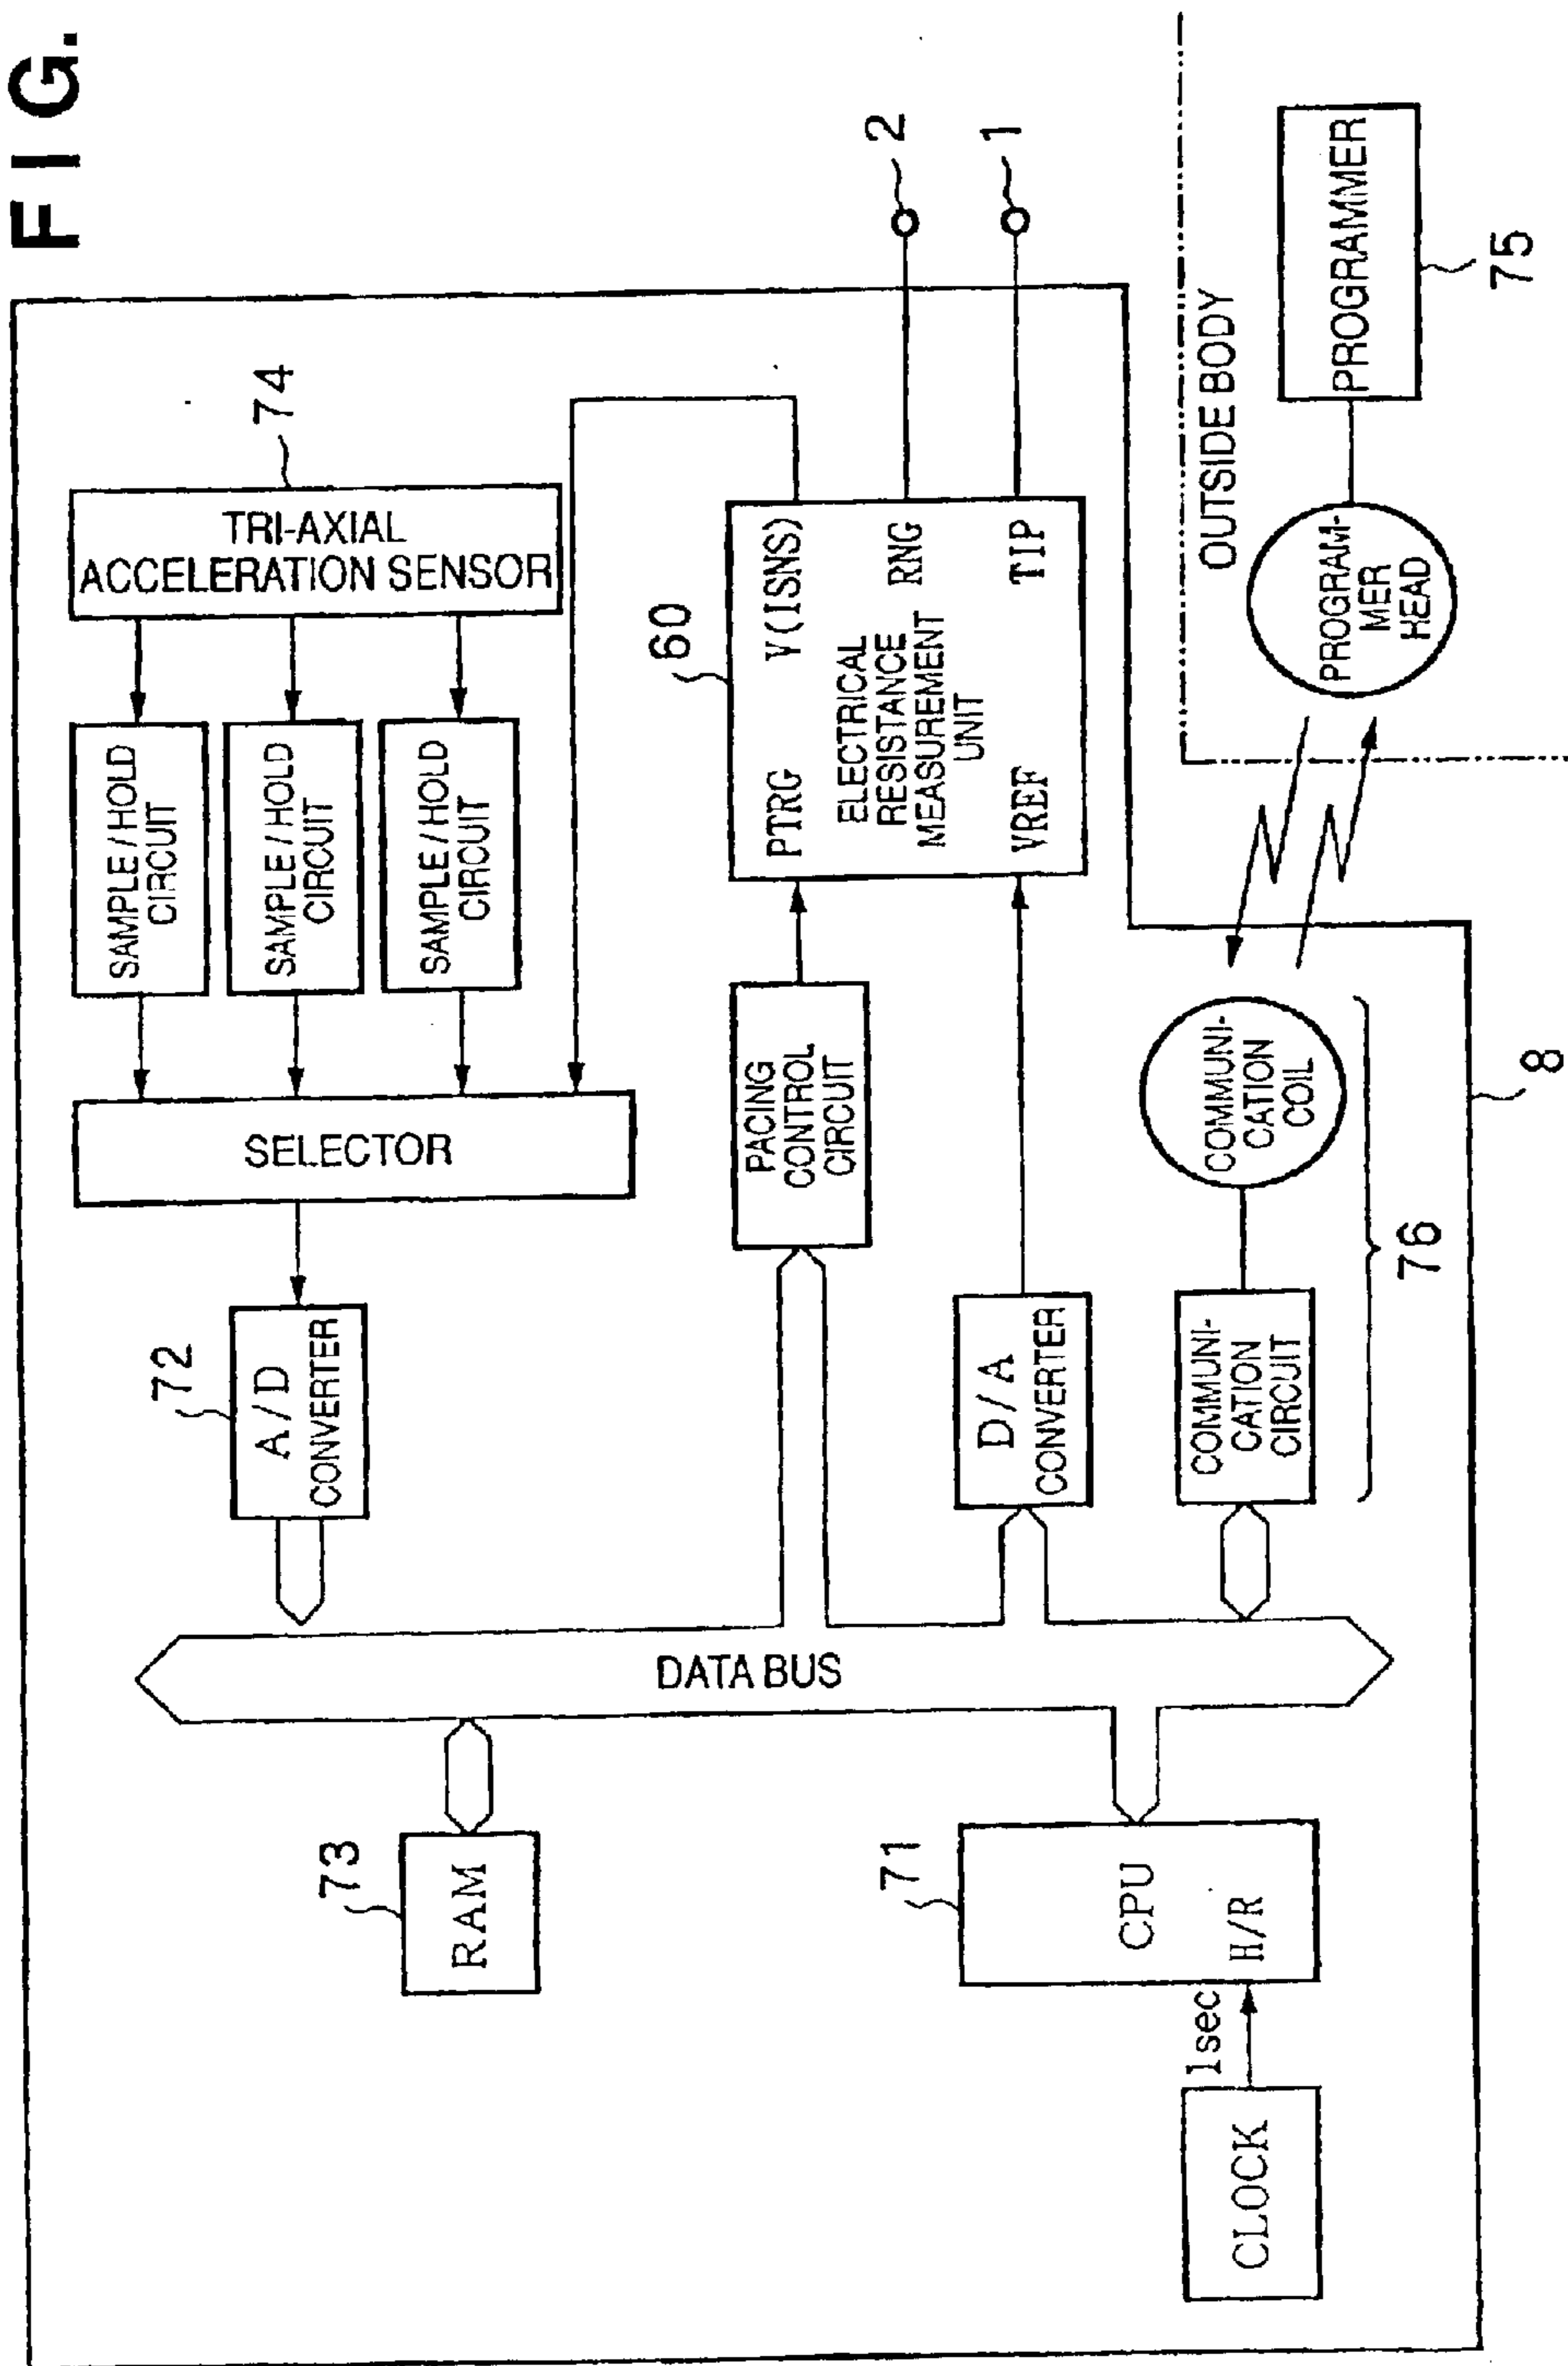 FIG.
TRI-AXIAL
ACCELERATION SENSOR
74
SAMPLE / HOLD
CIRCUIT
SAMPLE / HOLD
CIRCUIT
SAMPLE / HOLD
CIRCUIT
SELECTOR
72
A/D
CONVERTER
73
RAM
DATA BUS
71
CPU
H/R
1sec
CLOCK
PACING
CONTROL
CIRCUIT
60
PTRG
V(ISNS)
ELECTRICAL
RESISTANCE
MEASUREMENT
UNIT
RNG
VREF
TIP
2
1
D/A
CONVERTER
COMMUNI-
CATION
CIRCUIT
COMMUNI-
CATION
COIL
76
8
OUTSIDE BODY
PROGRAM-
MER
HEAD
PROGRAMMER
75